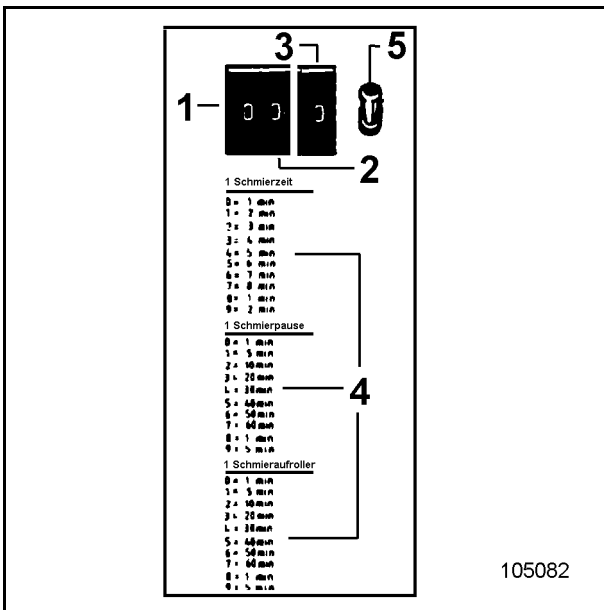 3 5
1
2
1 Schmierzeit
0 = 1 min
1 = 2 min
2 = 3 min
3 = 4 min
4 = 5 min
5 = 6 min
6 = 7 min
7 = 8 min
8 = 1 min
9 = 2 min
1 Schmierpause
0 = 1 min
1 = 5 min
2 = 10 min
3 = 20 min
4 = 30 min
5 = 40 min
6 = 50 min
7 = 60 min
8 = 1 min
9 = 5 min
4
1 Schmieraufroller
0 = 1 min
1 = 5 min
2 = 10 min
3 = 20 min
4 = 30 min
5 = 40 min
6 = 50 min
7 = 60 min
8 = 1 min
9 = 5 min
105082